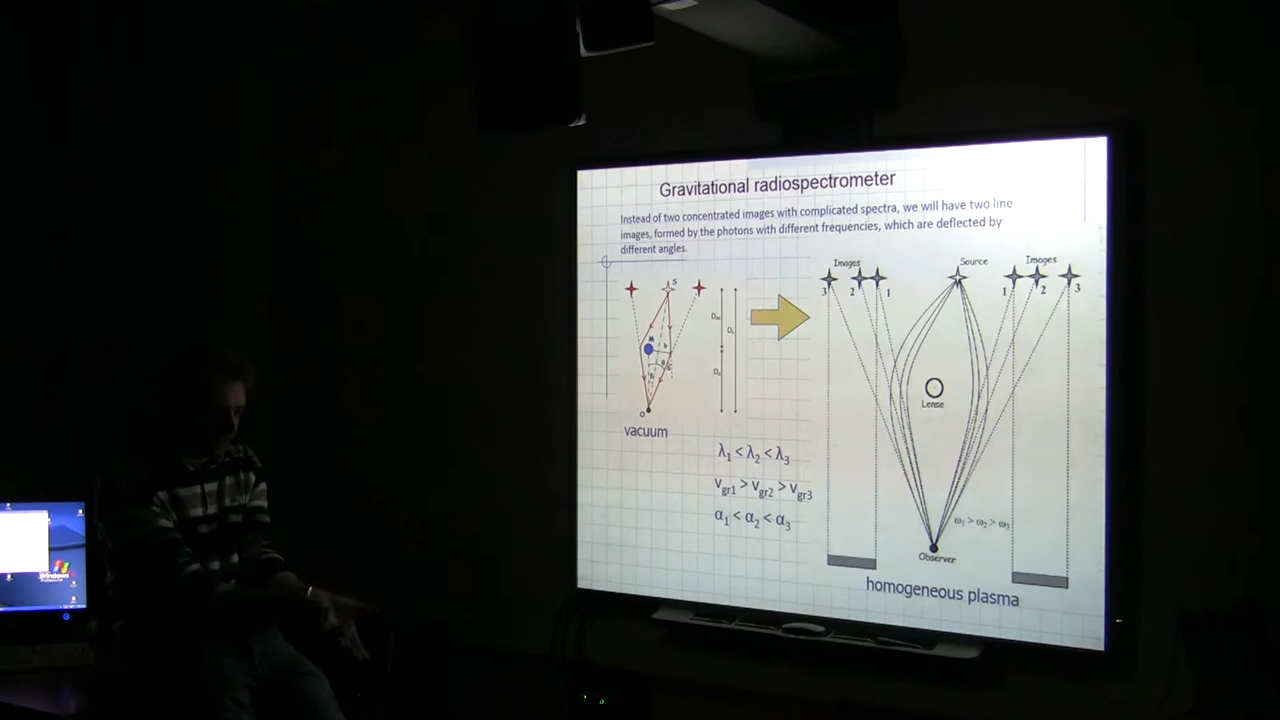 Gravitational radiospectrometer
Instead of two concentrated images with complicated spectra, we will have two line
images, formed by the photons with different frequencies, which are deflected by
different angles.
Images
Source
Images
3 2 1
1 2 3
S
M
b
O
vacuum
Lense
λ1 < λ2 < λ3
vgr1 > vgr2 > vgr3
α1 < α2 < α3
ω1 > ω2 > ω3
Observer
homogeneous plasma
Windows